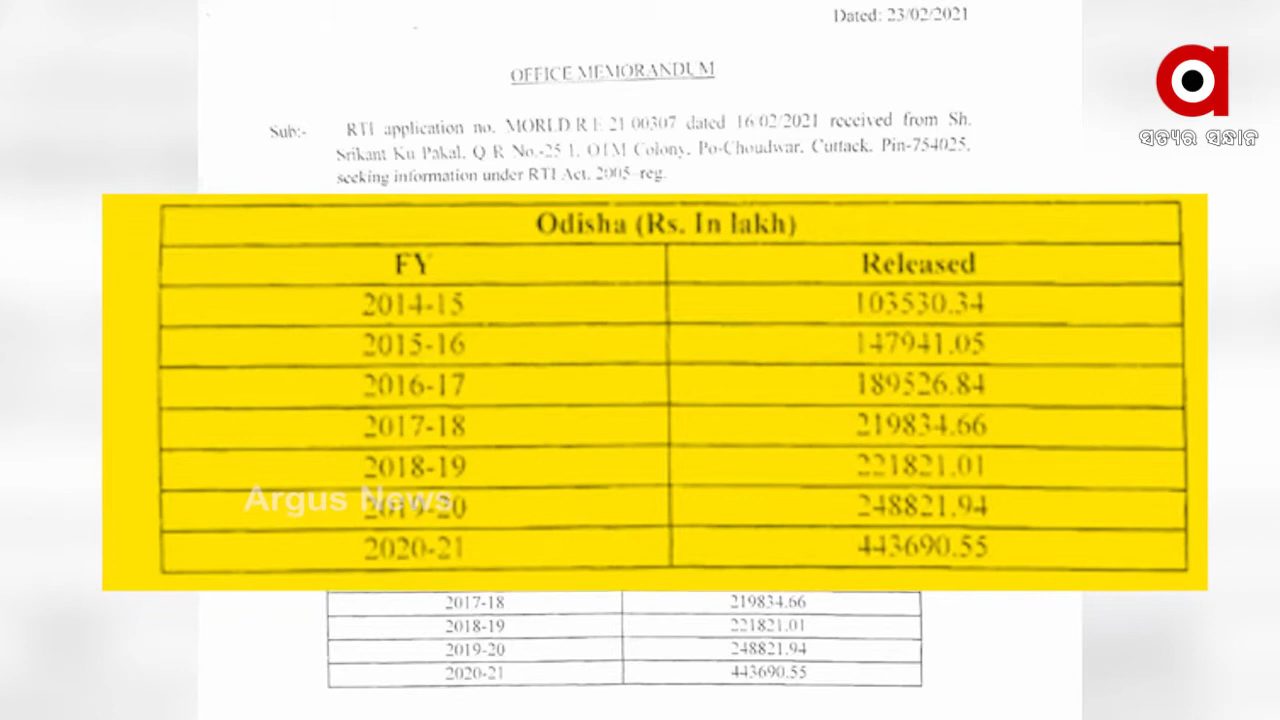 Dated: 23/02/2021
OFFICE MEMORANDUM
Sub:- RTI application no. MORLD R E 21 00307 dated 16/02/2021 received from Sh.
Srikant Ku Pakal, Q R No.-25 1, OTM Colony, Po-Choudwar, Cuttack, Pin-754025,
seeking information under RTI Act, 2005-reg.
ସତ୍ୟର ସନ୍ଧାନ
Odisha (Rs. In lakh)
FY Released
2014-15 103530.34
2015-16 147941.05
2016-17 189526.84
2017-18 219834.66
2018-19 221821.01
Argus News
2019-20 248821.94
2020-21 443690.55
2017-18 219834.66
2018-19 221821.01
2019-20 248821.94
2020-21 443690.55